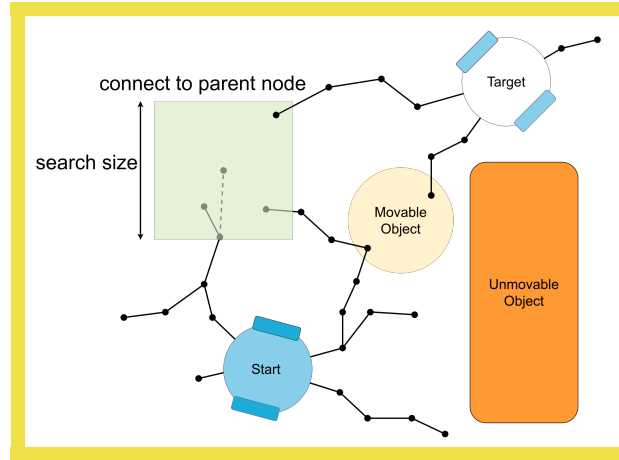 Target
connect to parent node
search size
Movable
Object
Unmovable
Object
Start